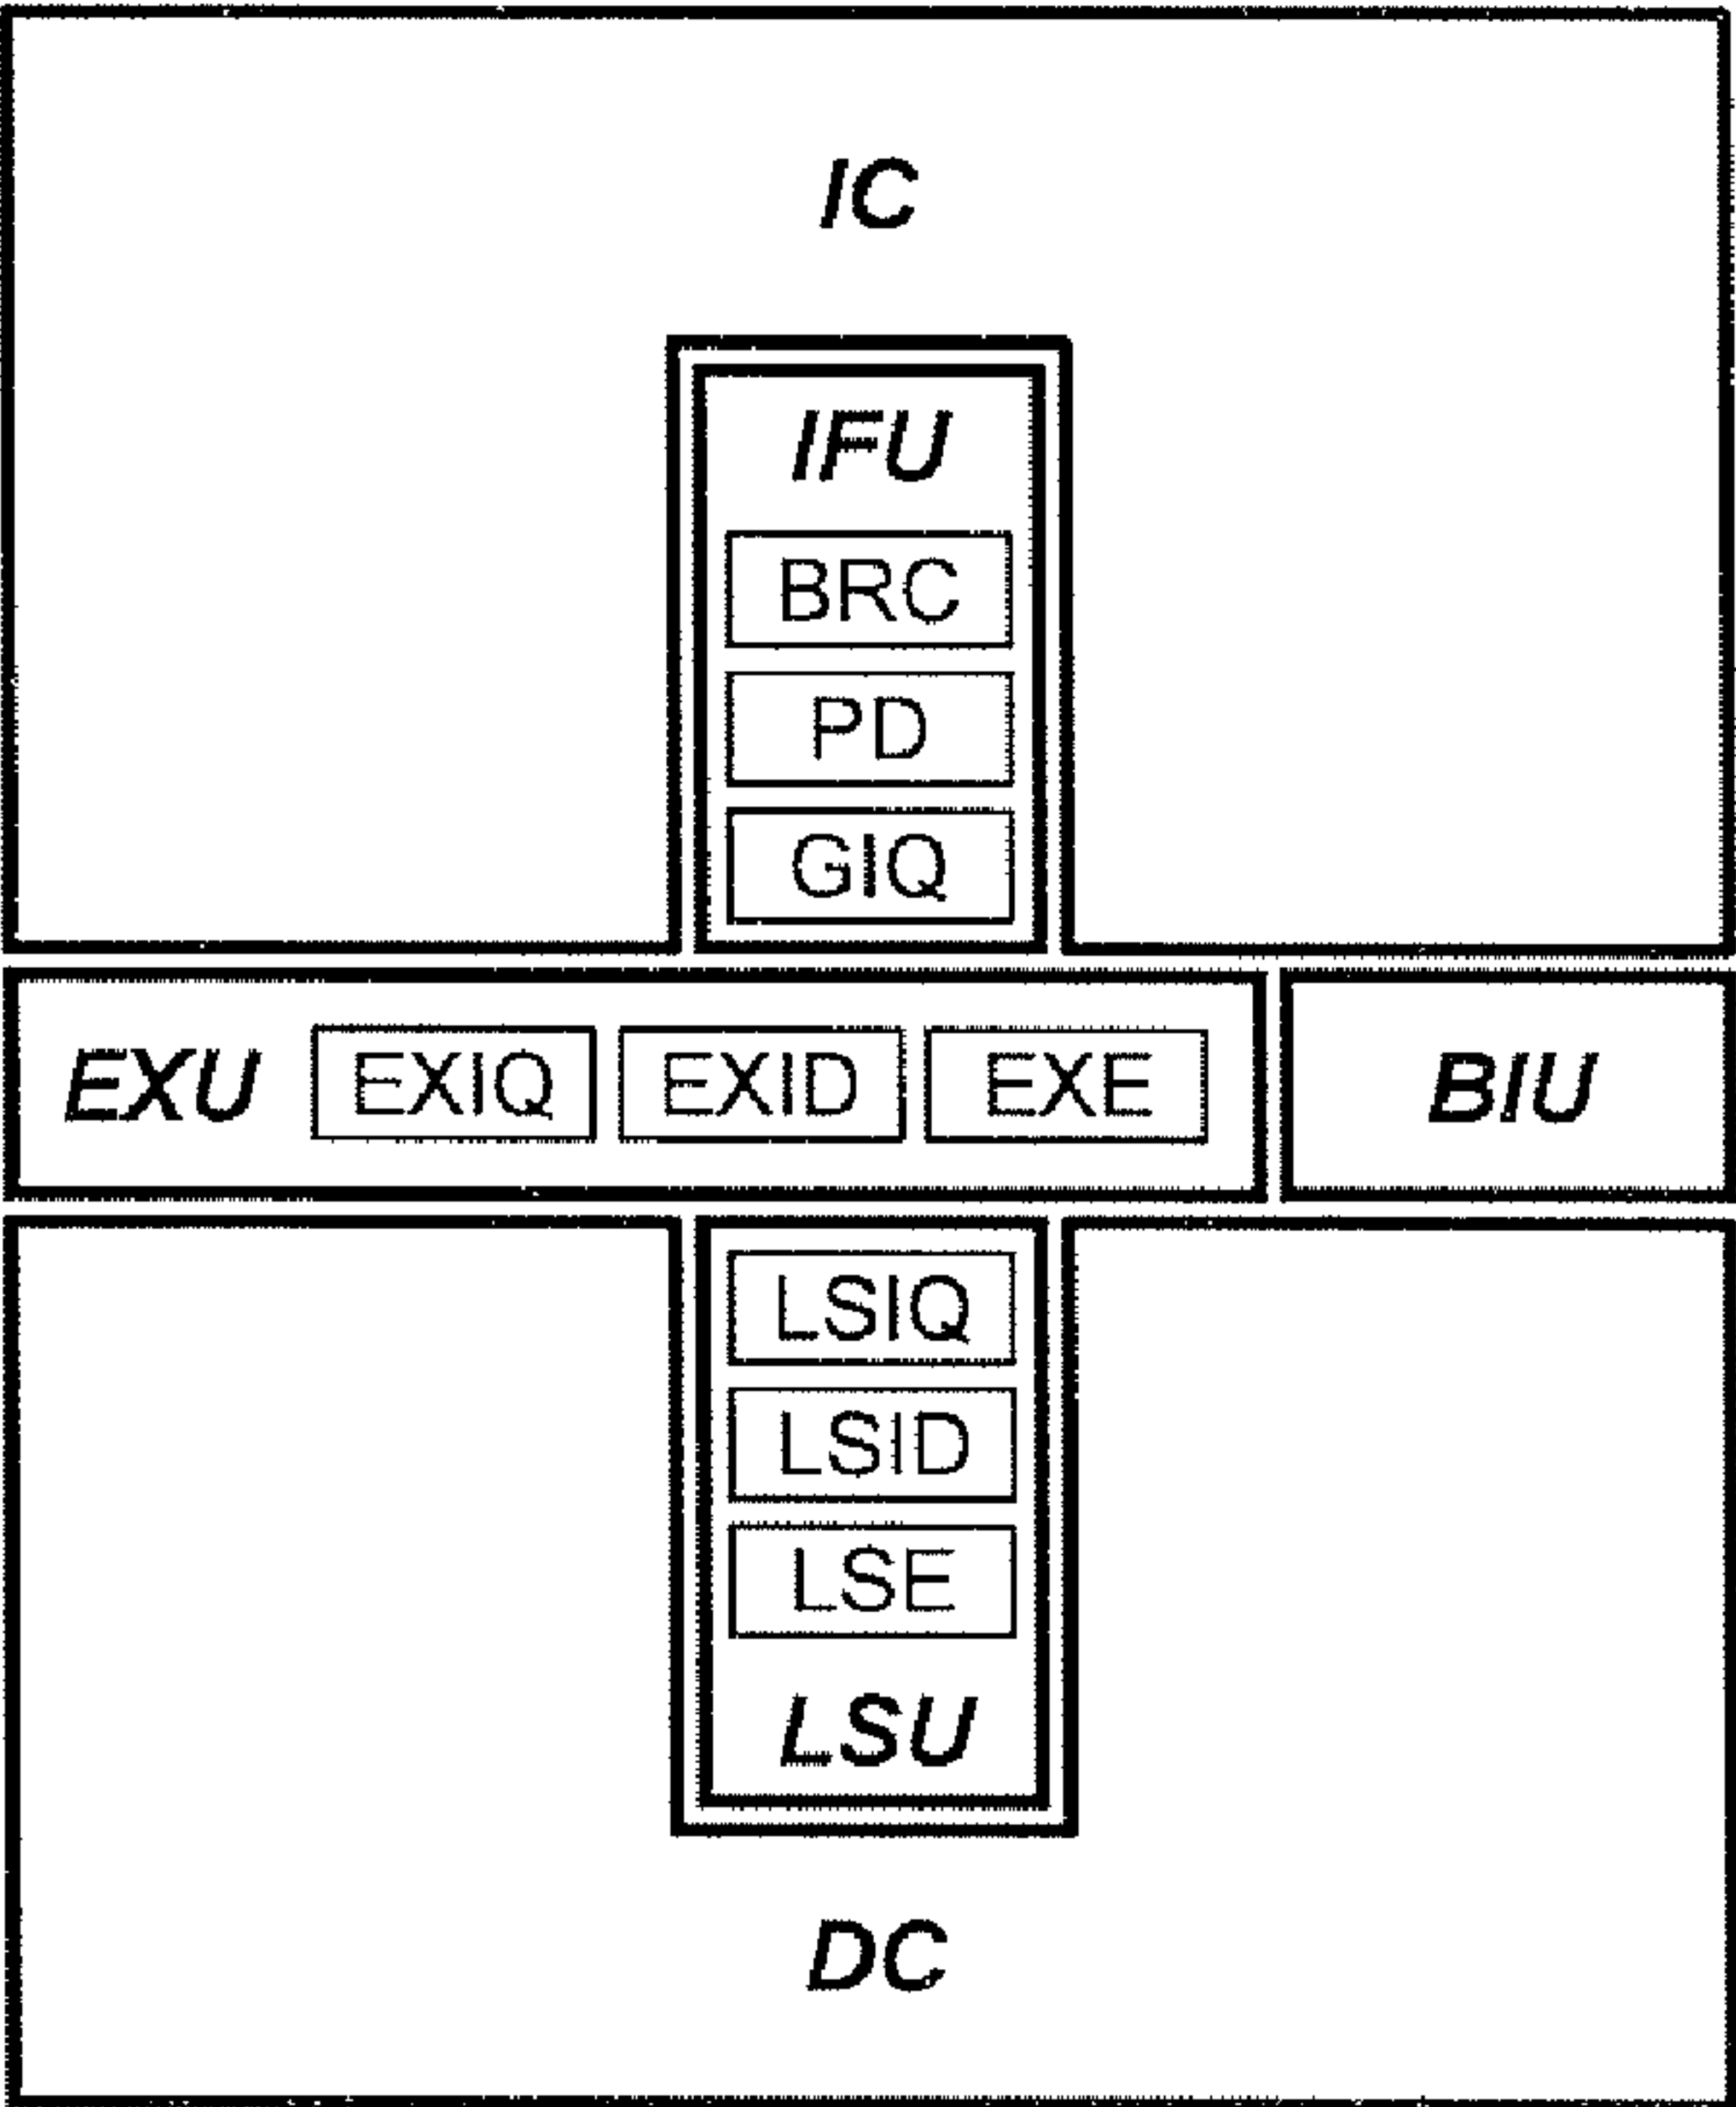 IC
IFU
BRC
PD
GIQ
EXU EXIQ EXID EXE BIU
LSIQ
LSID
LSE
LSU
DC